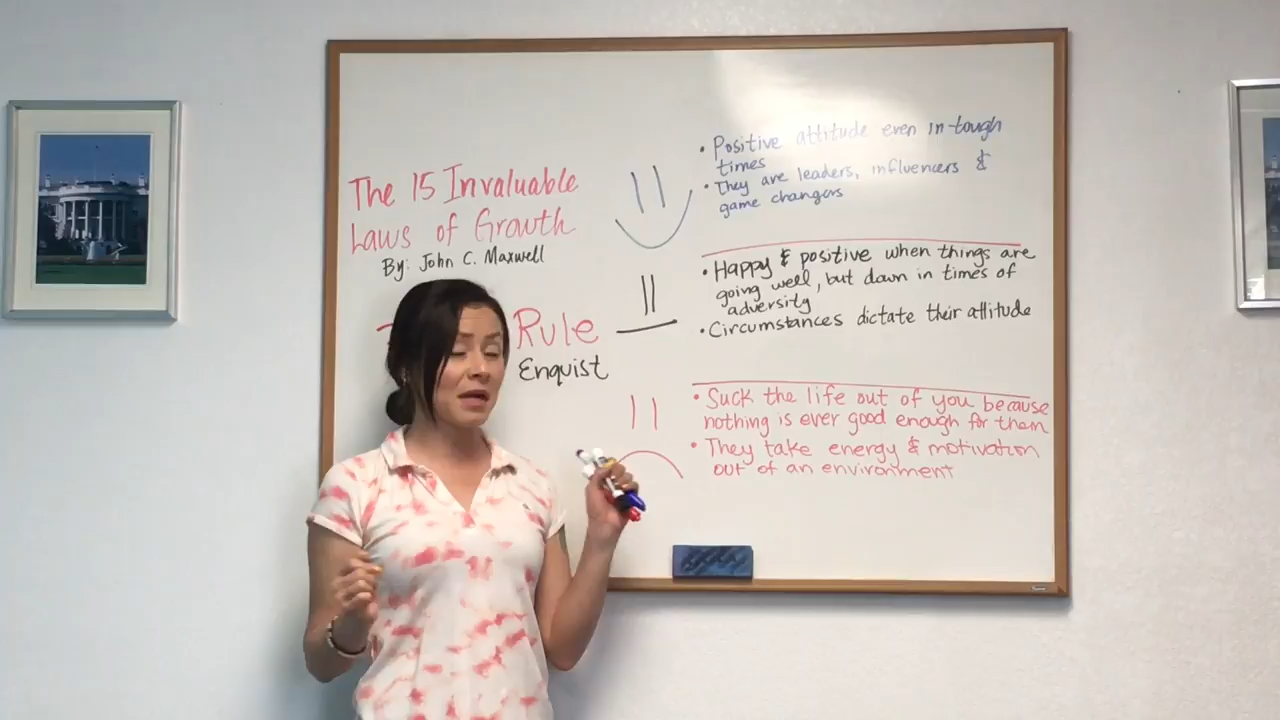 The 15 Invaluable
Laws of Growth
By: John C. Maxwell
Rule
Enquist
• Positive attitude even in tough
times
• They are leaders, influencers &
game changers
• Happy & positive when things are
going well, but down in times of
adversity
• Circumstances dictate their attitude
• Suck the life out of you because
nothing is ever good enough for them
• They take energy & motivation
out of an environment